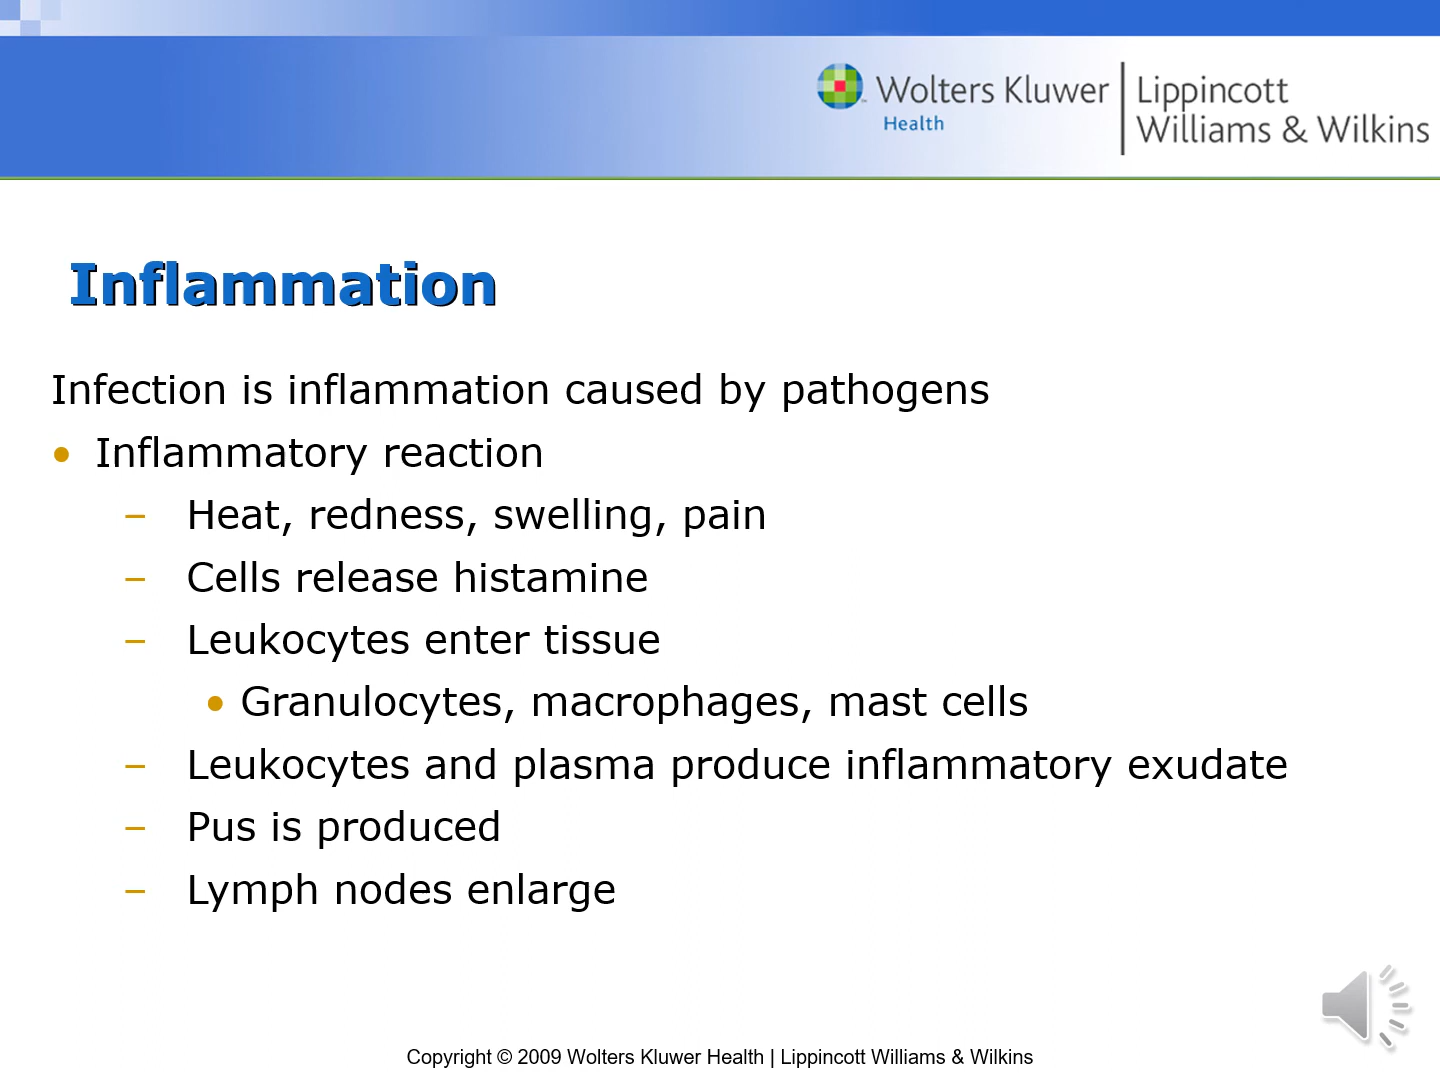 Wolters Kluwer
Health
Lippincott
Williams & Wilkins
Inflammation
Infection is inflammation caused by pathogens
• Inflammatory reaction
– Heat, redness, swelling, pain
– Cells release histamine
– Leukocytes enter tissue
• Granulocytes, macrophages, mast cells
– Leukocytes and plasma produce inflammatory exudate
– Pus is produced
– Lymph nodes enlarge
Copyright © 2009 Wolters Kluwer Health | Lippincott Williams & Wilkins